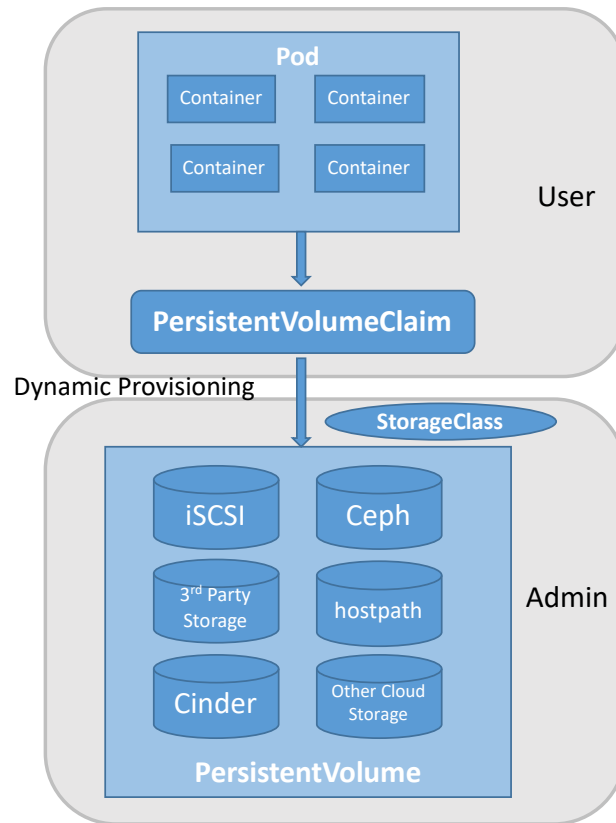 Pod
Container
Container
Container
Container
User
PersistentVolumeClaim
Dynamic Provisioning
StorageClass
iSCSI
Ceph
3rd Party
Storage
hostpath
Admin
Cinder
Other Cloud
Storage
PersistentVolume